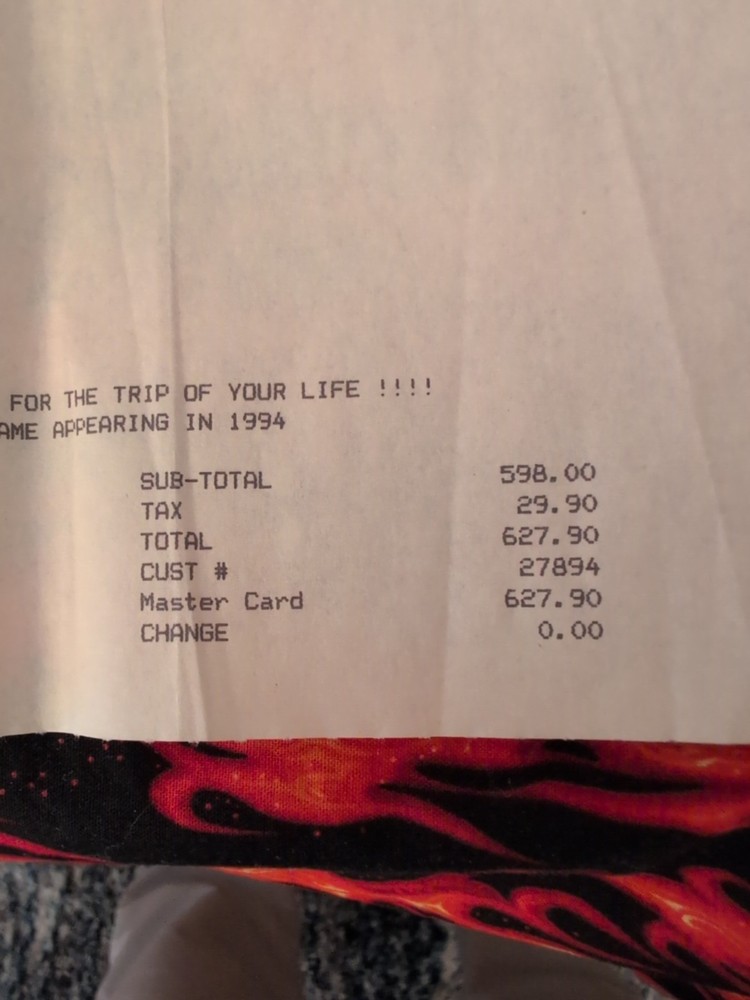 FOR THE TRIP OF YOUR LIFE !!!!
AME APPEARING IN 1994
SUB-TOTAL 598.00
TAX 29.90
TOTAL 627.90
CUST # 27894
Master Card 627.90
CHANGE 0.00